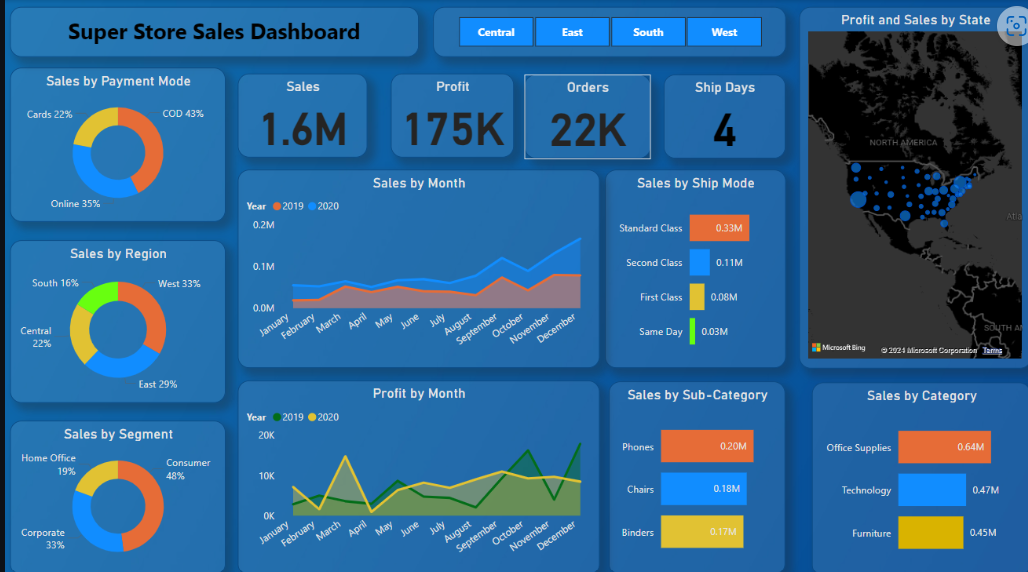 Super Store Sales Dashboard
Central East South West
Profit and Sales by State
Sales by Payment Mode
Cards 22%
COD 43%
Online 35%
Sales
1.6M
Profit
175K
Orders
22K
Ship Days
4
NORTH AMERICA
Atla
SOUTH AM
Microsoft Bing
© 2024 Microsoft Corporation Terms
Sales by Month
Year 2019 2020
0.2M
0.1M
0.0M
January February March April May June July August September October November December
Sales by Ship Mode
Standard Class 0.33M
Second Class 0.11M
First Class 0.08M
Same Day 0.03M
Sales by Region
South 16%
West 33%
Central
22%
East 29%
Profit by Month
Year 2019 2020
20K
10K
0K
January February March April May June July August September October November December
Sales by Sub-Category
Phones 0.20M
Chairs 0.18M
Binders 0.17M
Sales by Category
Office Supplies 0.64M
Technology 0.47M
Furniture 0.45M
Sales by Segment
Home Office
19%
Consumer
48%
Corporate
33%